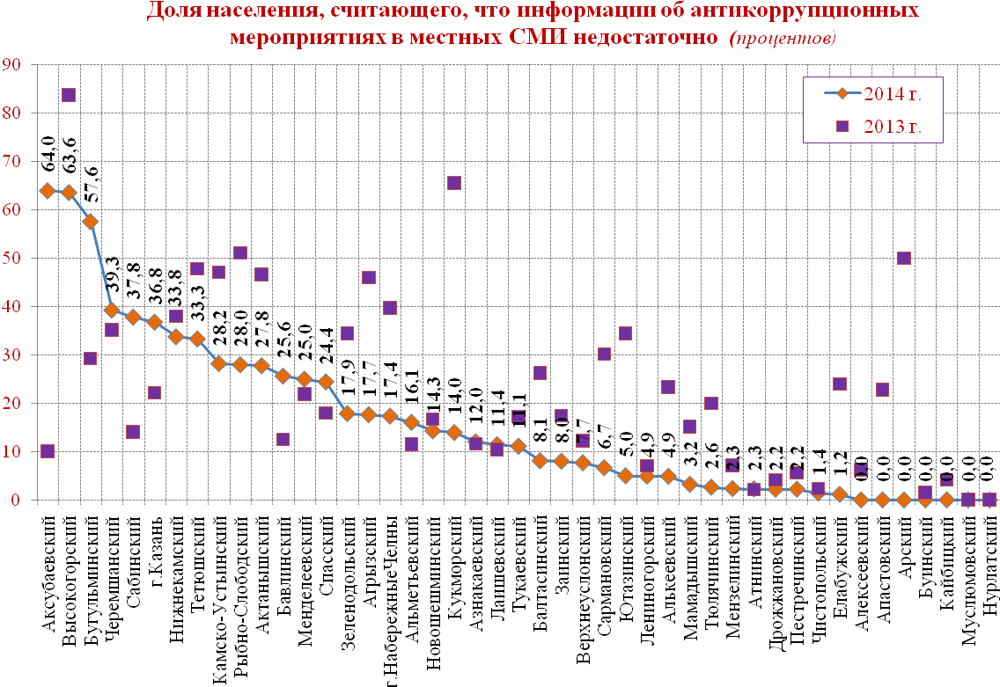 Доля населения, считающего, что информации об антикоррупционных
мероприятиях в местных СМИ недостаточно (процентов)
90
80
70
60
50
40
30
20
10
0
2014 г.
2013 г.
64,0
63,6
57,6
39,3
37,8
36,8
33,8
33,3
28,2
28,0
27,8
25,6
25,0
24,4
17,9
17,7
17,4
16,1
14,3
14,0
12,0
11,4
11,1
8,1
8,0
7,7
6,7
5,0
4,9
4,9
3,2
2,6
2,3
2,3
2,2
2,2
1,4
1,2
0,0
0,0
0,0
0,0
0,0
0,0
0,0
Аксубаевский
Высокогорский
Бугульминский
Черемшанский
Сабинский
г.Казань
Нижнекамский
Тетюшский
Камско-Устьинский
Рыбно-Слободский
Актанышский
Бавлинский
Менделеевский
Спасский
Зеленодольский
Агрызский
г.НабережныеЧелны
Альметьевский
Новошешминский
Кукморский
Азнакаевский
Лаишевский
Тукаевский
Балтасинский
Заинский
Верхнеуслонский
Сармановский
Ютазинский
Лениногорский
Алькеевский
Мамадышский
Тюлячинский
Мензелинский
Атнинский
Дрожжановский
Пестречинский
Чистопольский
Елабужский
Алексеевский
Апастовский
Арский
Буинский
Кайбицкий
Муслюмовский
Нурлатский